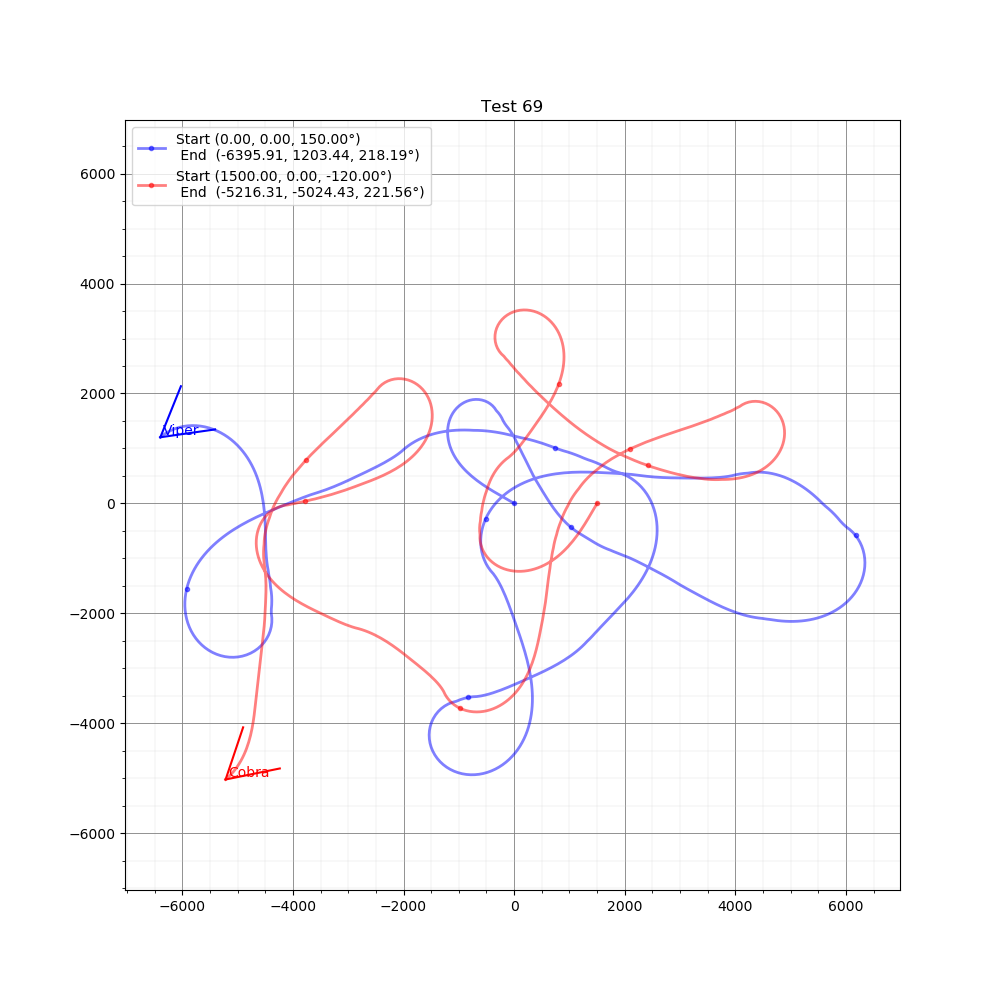 Test 69
Start (0.00, 0.00, 150.00°)
End (-6395.91, 1203.44, 218.19°)
Start (1500.00, 0.00, -120.00°)
End (-5216.31, -5024.43, 221.56°)
6000
4000
2000
0
−2000
−4000
−6000
Viper
Cobra
−6000 −4000 −2000 0 2000 4000 6000